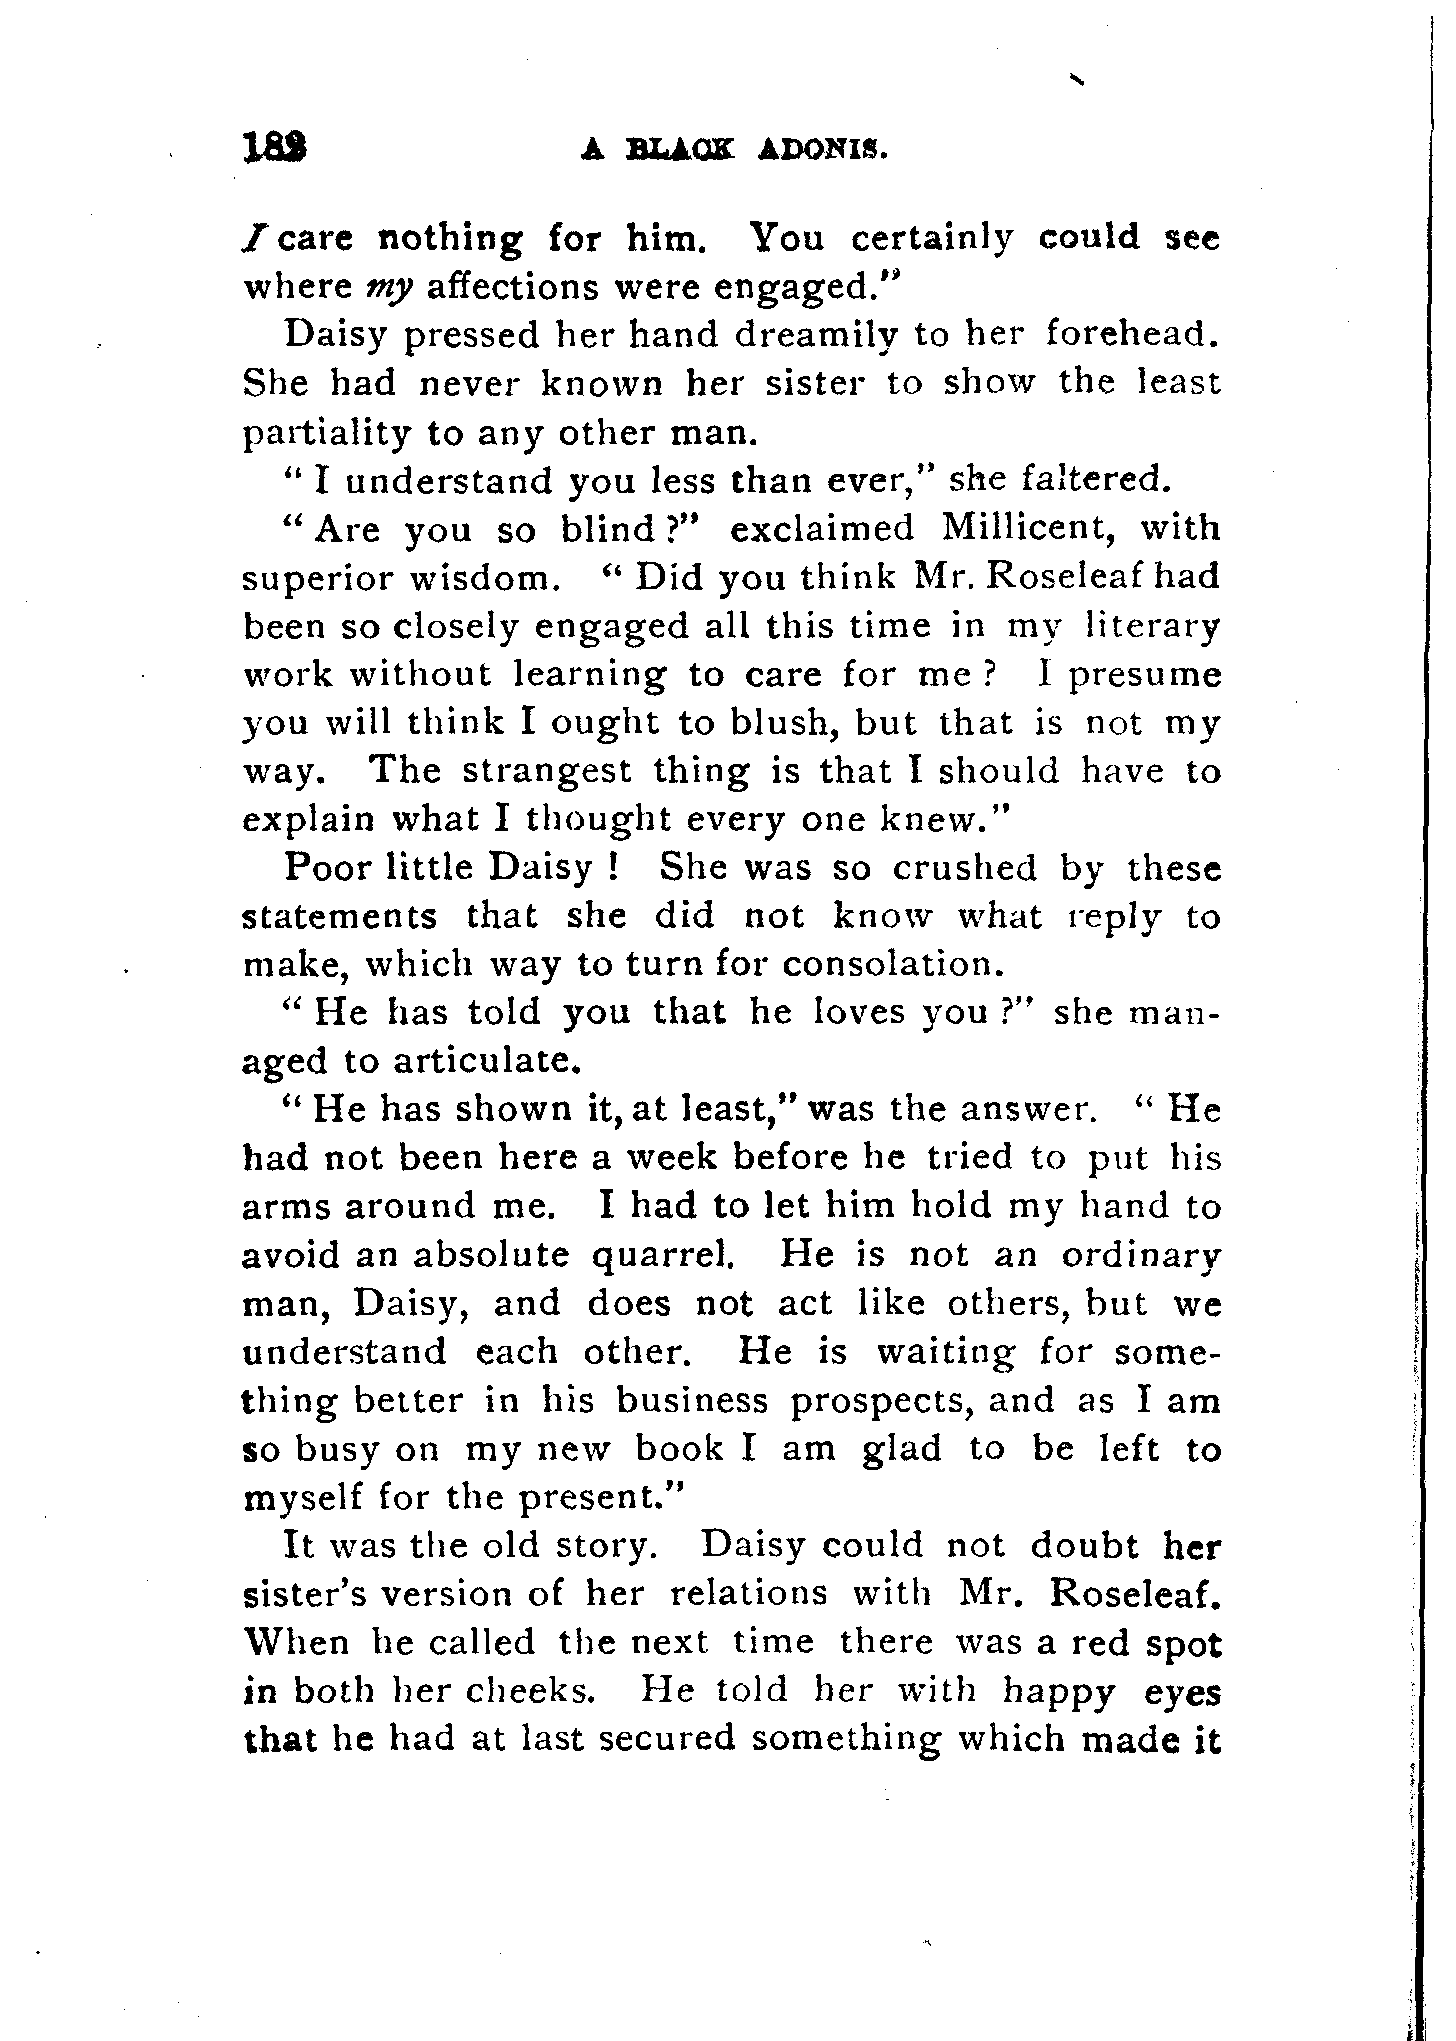 182 A BLACK ADONIS.
I care nothing for him. You certainly could see
where my affections were engaged."
Daisy pressed her hand dreamily to her forehead.
She had never known her sister to show the least
partiality to any other man.
" I understand you less than ever," she faltered.
" Are you so blind ?" exclaimed Millicent, with
superior wisdom. " Did you think Mr. Roseleaf had
been so closely engaged all this time in my literary
work without learning to care for me ? I presume
you will think I ought to blush, but that is not my
way. The strangest thing is that I should have to
explain what I thought every one knew."
Poor little Daisy ! She was so crushed by these
statements that she did not know what reply to
make, which way to turn for consolation.
" He has told you that he loves you ?" she man-
aged to articulate.
" He has shown it, at least," was the answer. " He
had not been here a week before he tried to put his
arms around me. I had to let him hold my hand to
avoid an absolute quarrel. He is not an ordinary
man, Daisy, and does not act like others, but we
understand each other. He is waiting for some-
thing better in his business prospects, and as I am
so busy on my new book I am glad to be left to
myself for the present."
It was the old story. Daisy could not doubt her
sister's version of her relations with Mr. Roseleaf.
When he called the next time there was a red spot
in both her cheeks. He told her with happy eyes
that he had at last secured something which made it